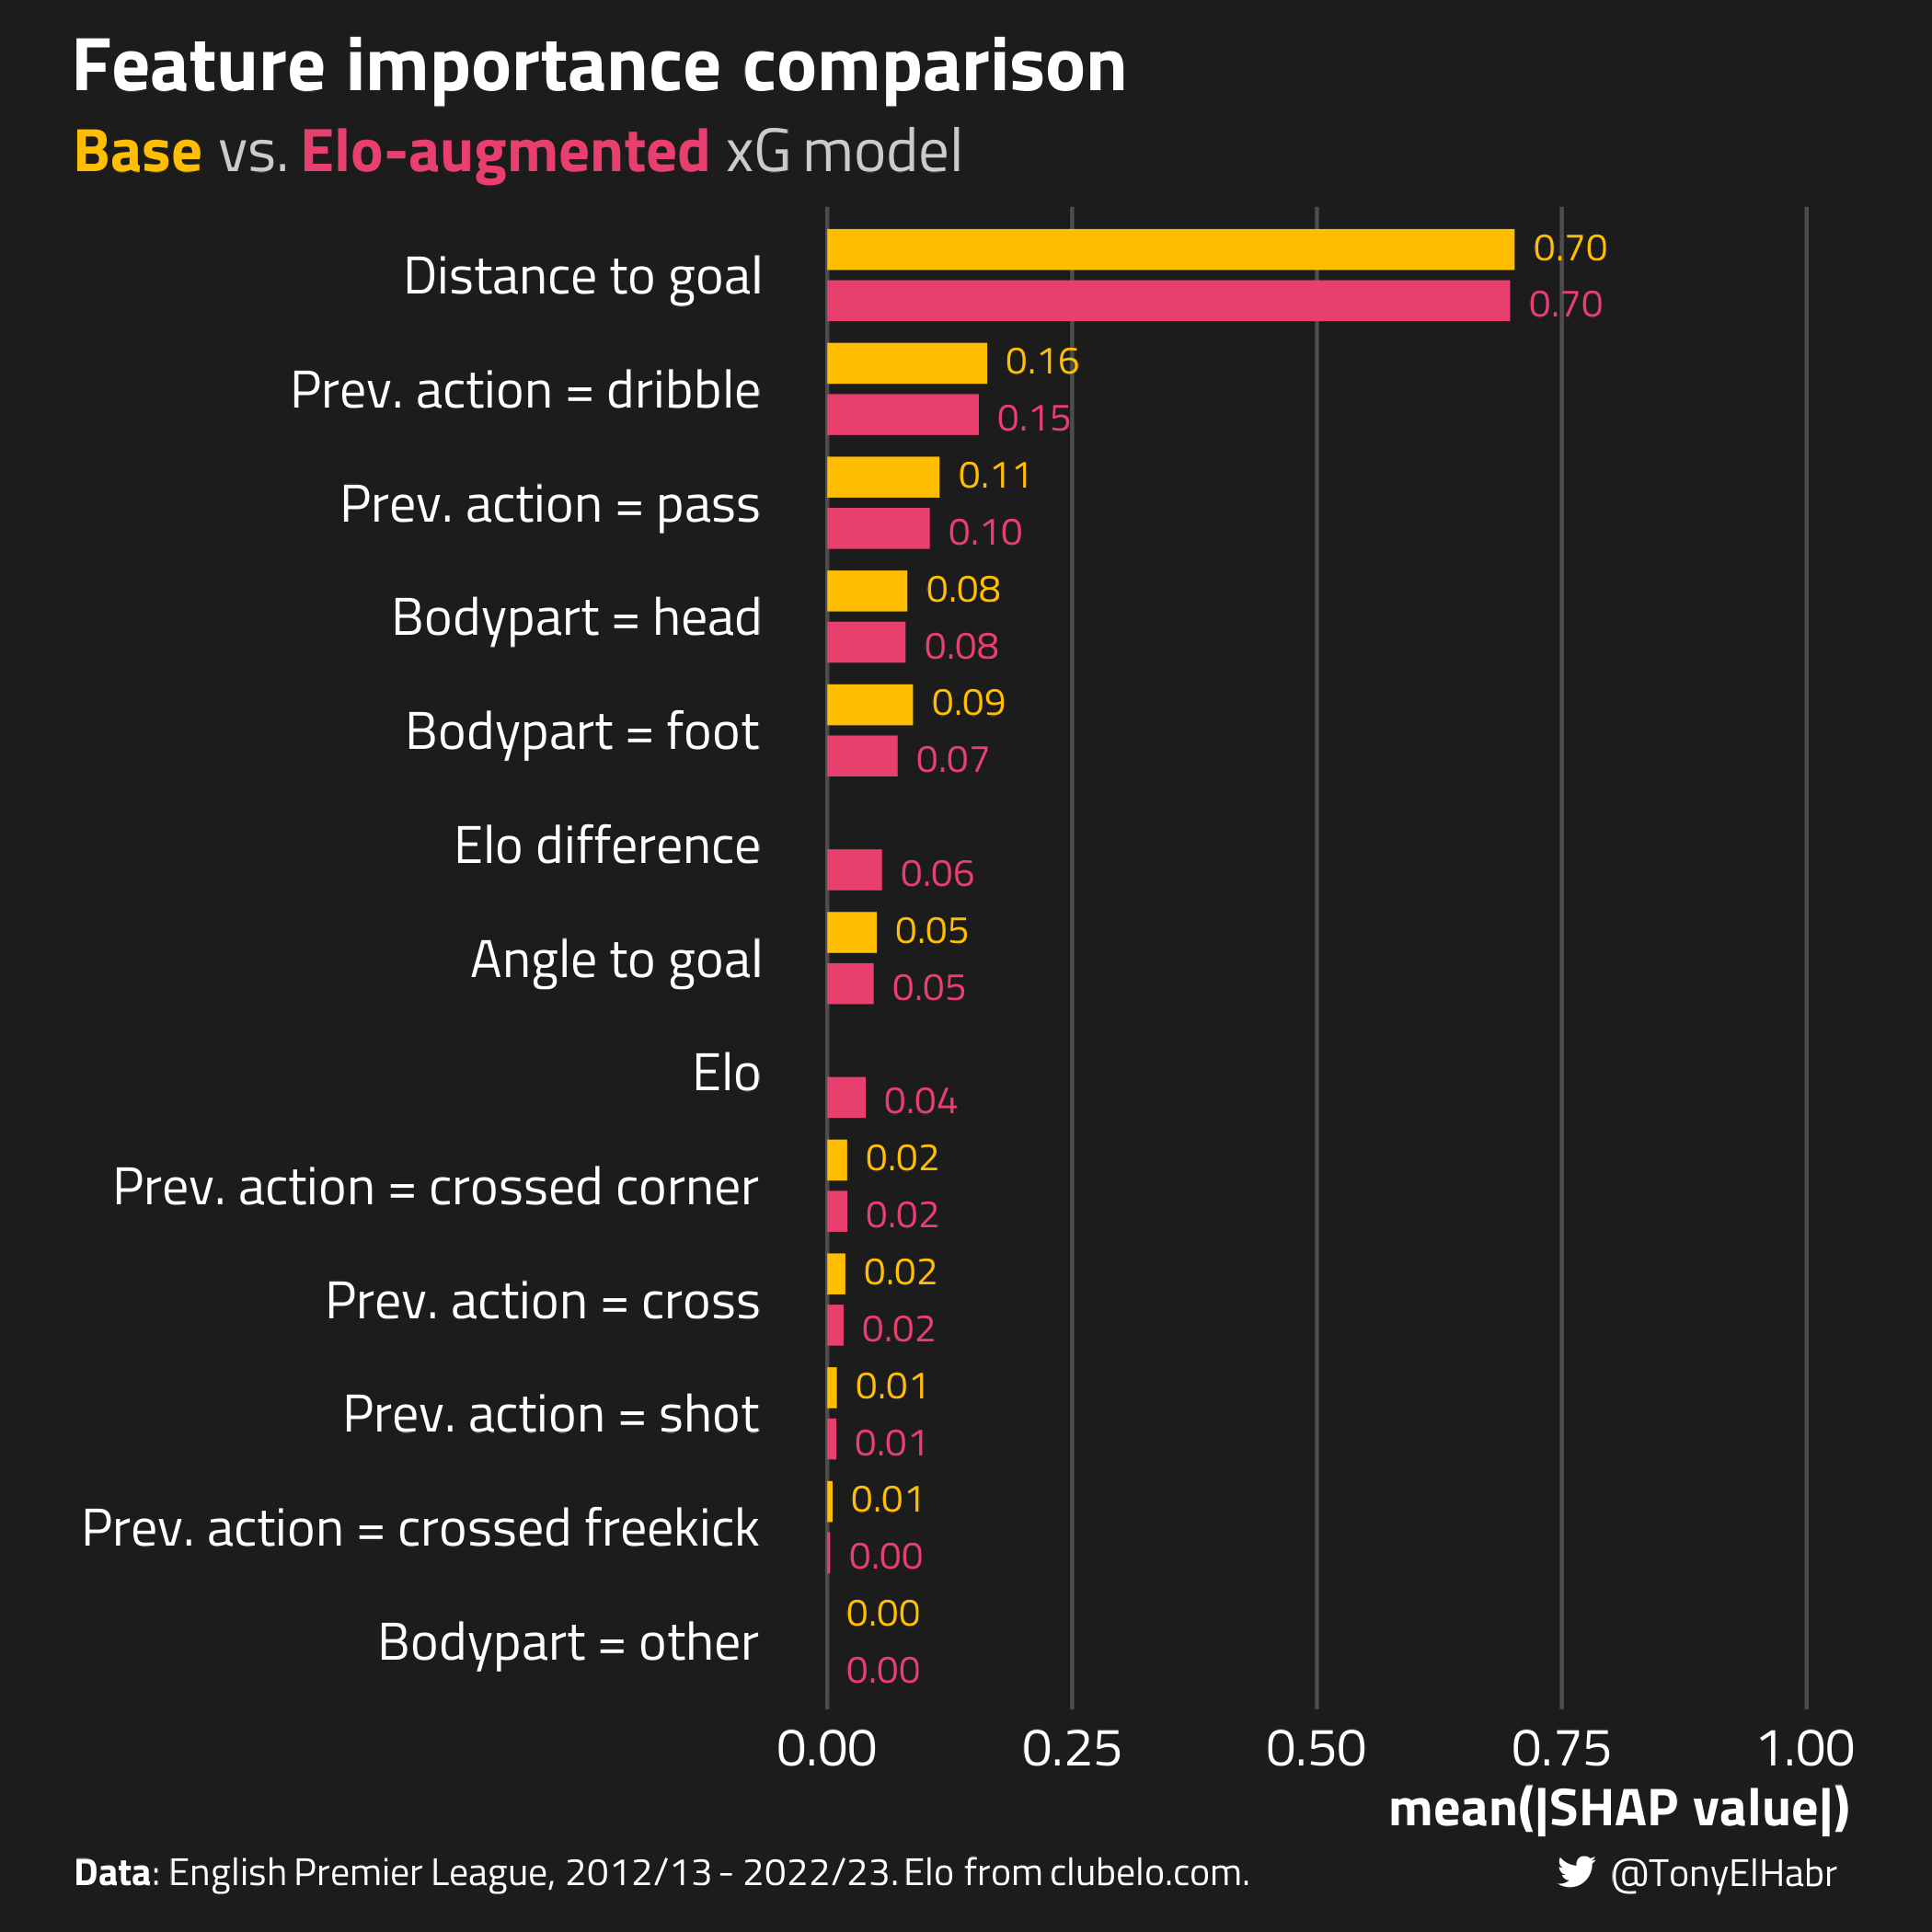 Feature importance comparison
Base vs. Elo-augmented xG model
Distance to goal
0.70
0.70
Prev. action = dribble
0.16
0.15
Prev. action = pass
0.11
0.10
Bodypart = head
0.08
0.08
Bodypart = foot
0.09
0.07
Elo difference
0.06
Angle to goal
0.05
0.05
Elo
0.04
Prev. action = crossed corner
0.02
0.02
Prev. action = cross
0.02
0.02
Prev. action = shot
0.01
0.01
Prev. action = crossed freekick
0.01
0.00
Bodypart = other
0.00
0.00
0.00 0.25 0.50 0.75 1.00
mean(|SHAP value|)
Data: English Premier League, 2012/13 - 2022/23. Elo from clubelo.com.
@TonyElHabr